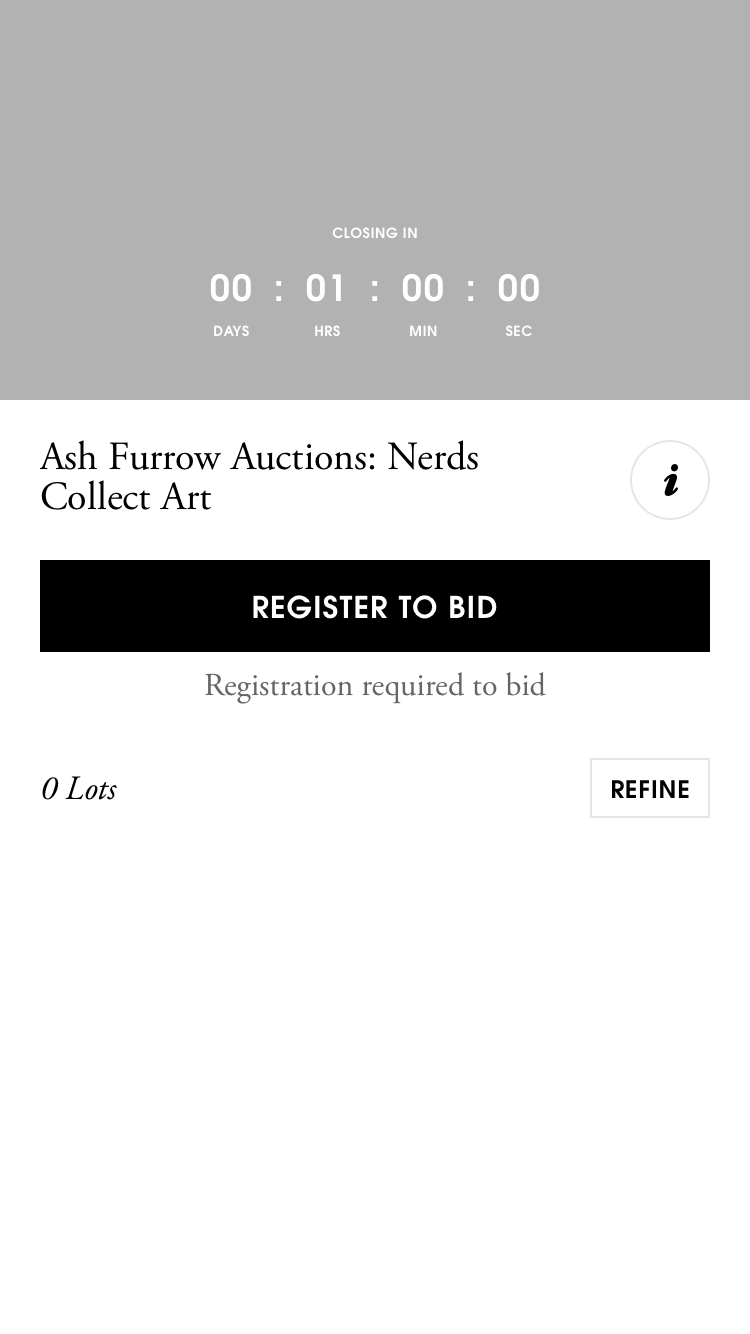 CLOSING IN
00 : 01 : 00 : 00
DAYS HRS MIN SEC
Ash Furrow Auctions: Nerds
Collect Art
i
REGISTER TO BID
Registration required to bid
0 Lots
REFINE